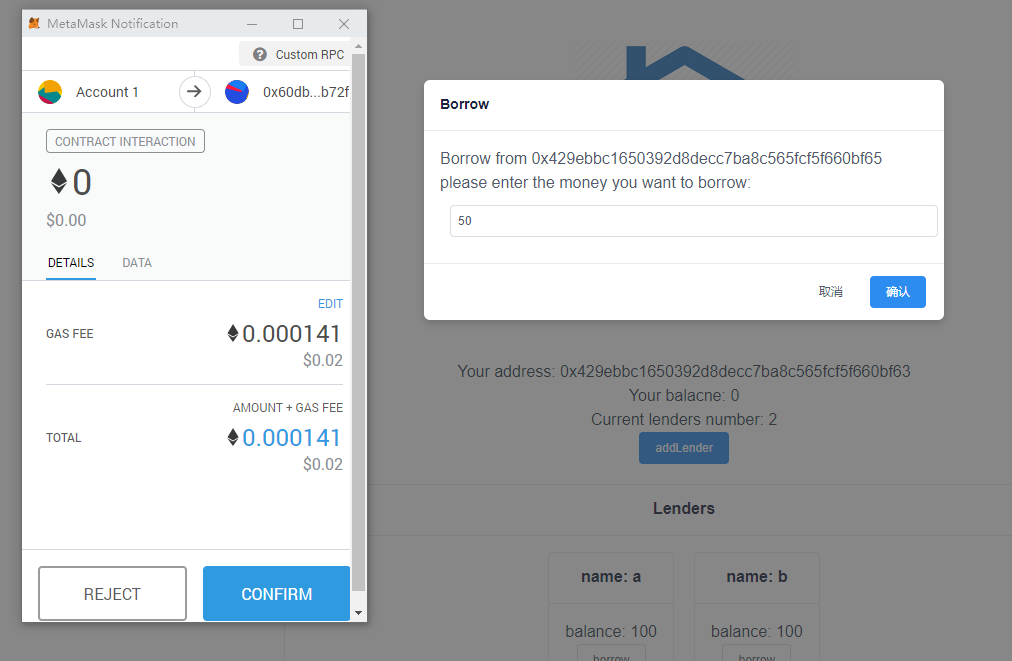 MetaMask Notification
Custom RPC
Account 1
0x60db...b72f
CONTRACT INTERACTION
0
$0.00
DETAILS
DATA
EDIT
GAS FEE
0.000141
$0.02
AMOUNT + GAS FEE
TOTAL
0.000141
$0.02
REJECT
CONFIRM
Borrow
Borrow from 0x429ebbc1650392d8decc7ba8c565fcf5f660bf65
please enter the money you want to borrow:
50
取消
确认
Your address: 0x429ebbc1650392d8decc7ba8c565fcf5f660bf63
Your balacne: 0
Current lenders number: 2
addLender
Lenders
name: a
name: b
balance: 100
balance: 100
borrow
borrow